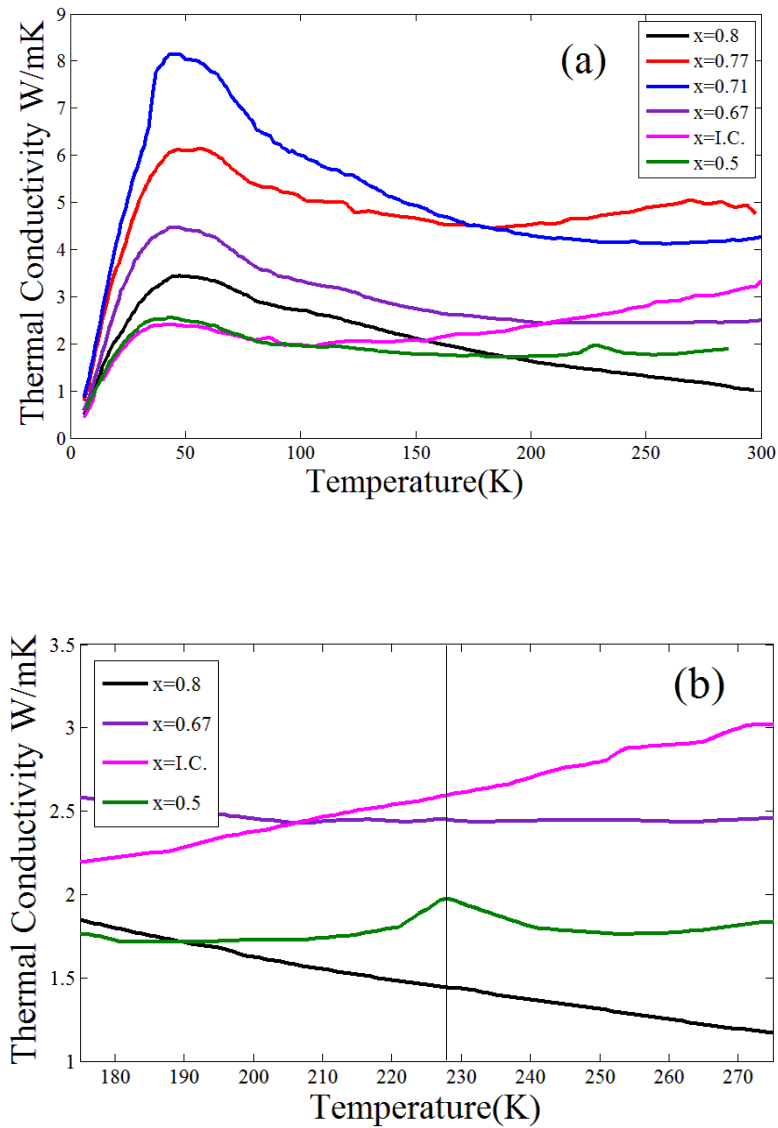 Thermal Conductivity W/mK
9
8
7
6
5
4
3
2
1
0
(a)
x=0.8
x=0.77
x=0.71
x=0.67
x=I.C.
x=0.5
0 50 100 150 200 250 300
Temperature(K)
Thermal Conductivity W/mK
3.5
3
2.5
2
1.5
1
x=0.8
x=0.67
x=I.C.
x=0.5
(b)
180 190 200 210 220 230 240 250 260 270
Temperature(K)